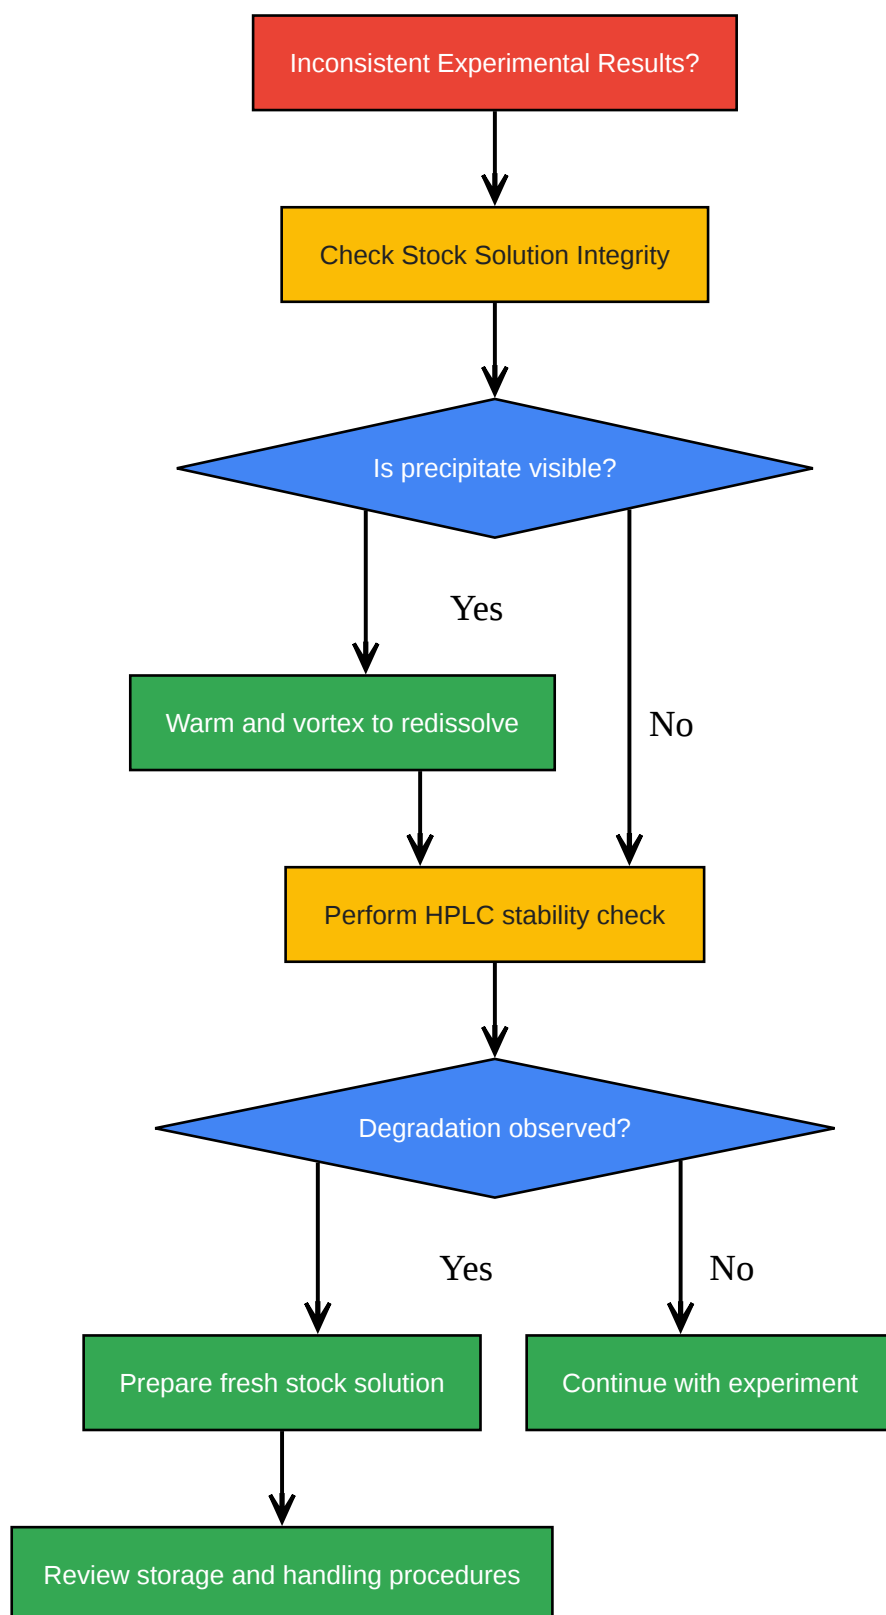 Inconsistent Experimental Results?
Check Stock Solution Integrity
Is precipitate visible?
Yes
Warm and vortex to redissolve
No
Perform HPLC stability check
Degradation observed?
Yes
No
Prepare fresh stock solution
Continue with experiment
Review storage and handling procedures